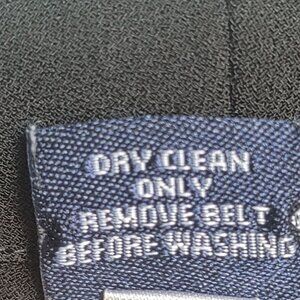 DRY CLEAN
ONLY
REMOVE BELT
BEFORE WASHING